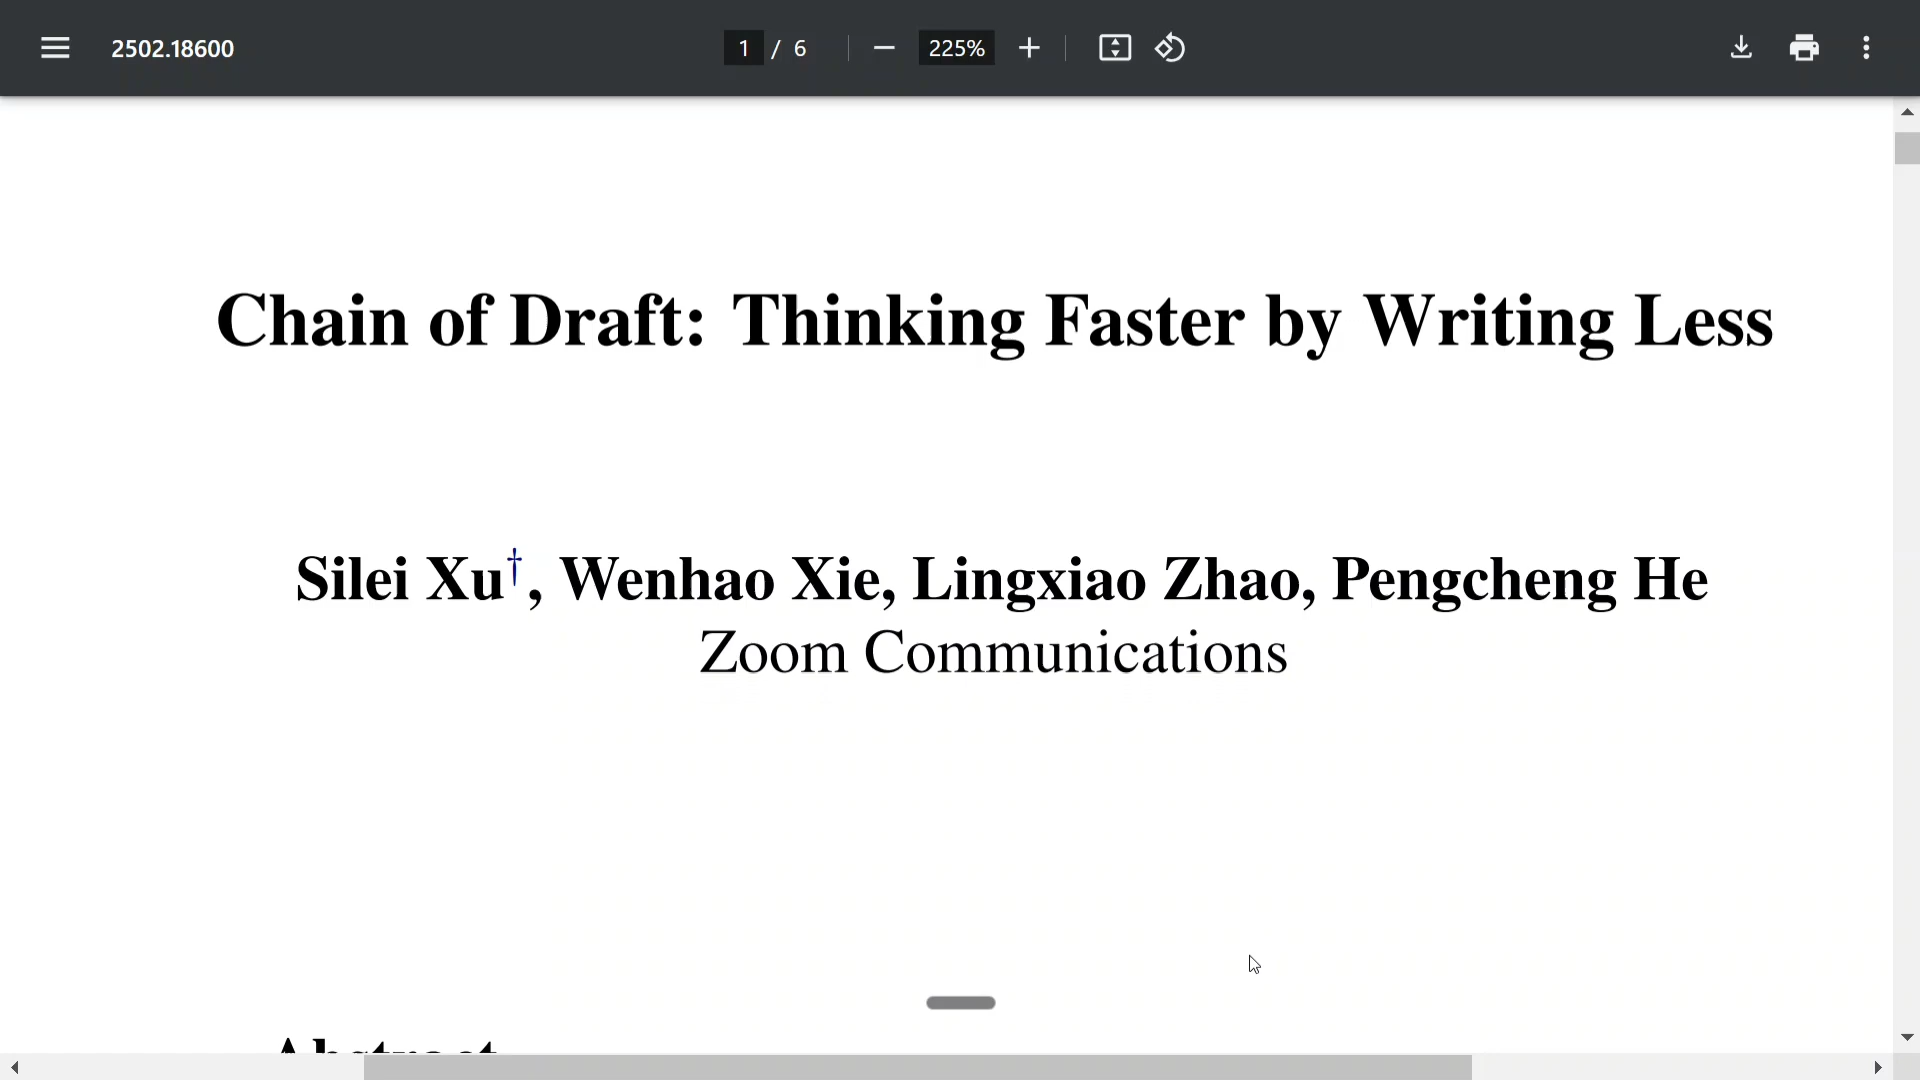 2502.18600
1 / 6
225%
Chain of Draft: Thinking Faster by Writing Less
Silei Xu†, Wenhao Xie, Lingxiao Zhao, Pengcheng He
Zoom Communications
Abstract